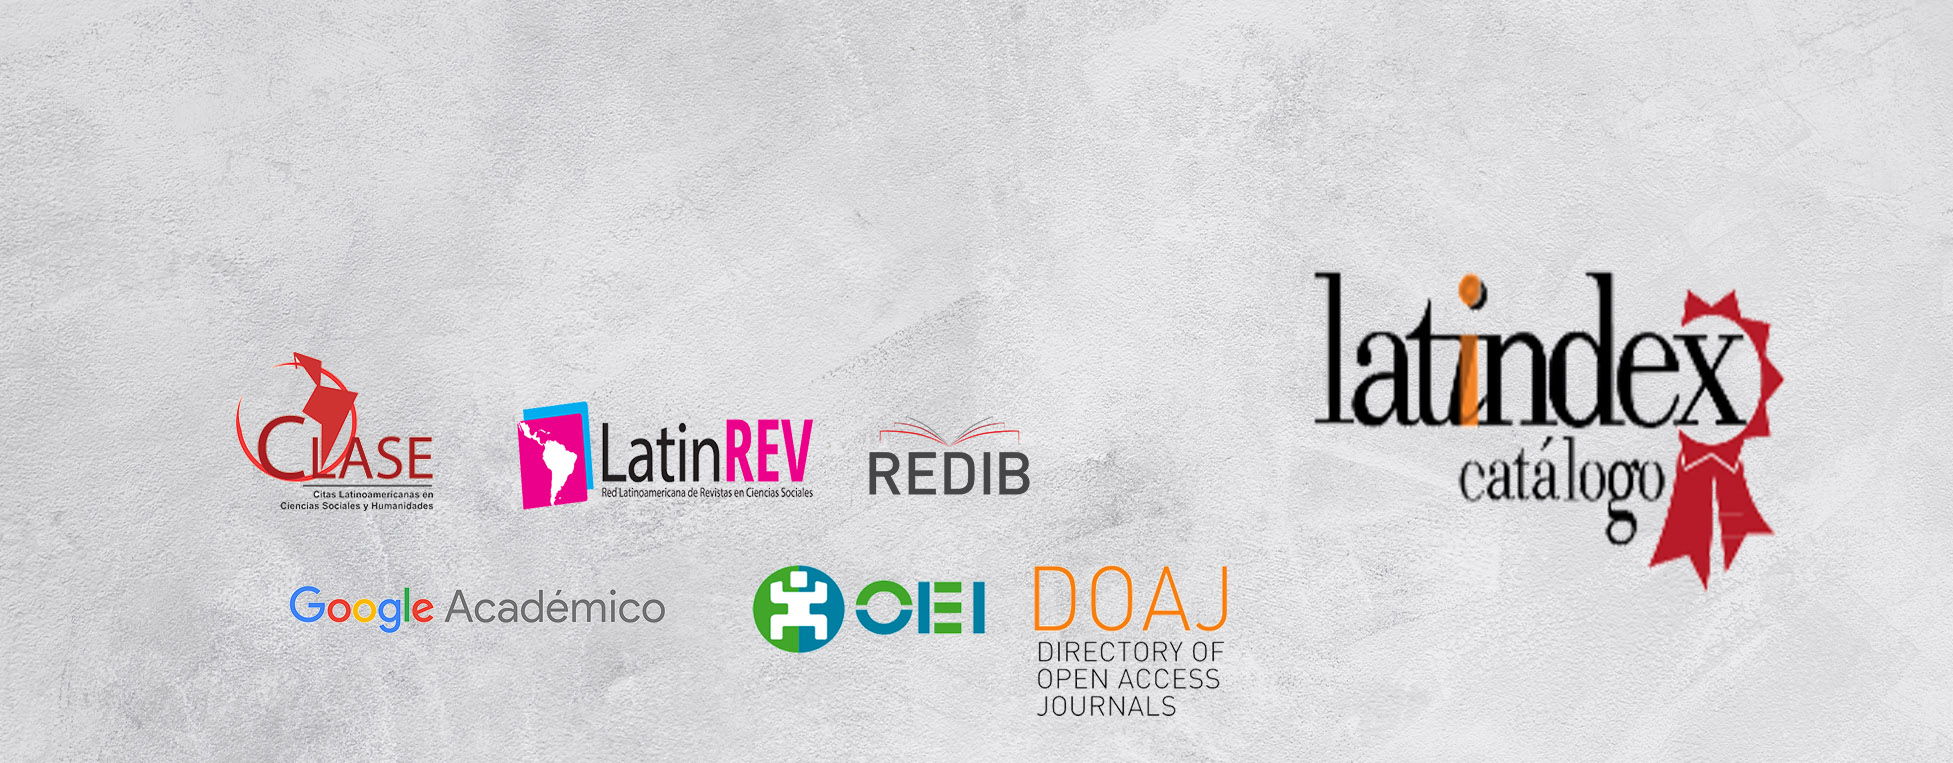 CLASE
Citas Latinoamericanas en
Ciencias Sociales y Humanidades
LatinREV
Red Latinoamericana de Revistas en Ciencias Sociales
REDIB
latindex
catálogo
Google Académico
OEI
DOAJ
DIRECTORY OF
OPEN ACCESS
JOURNALS